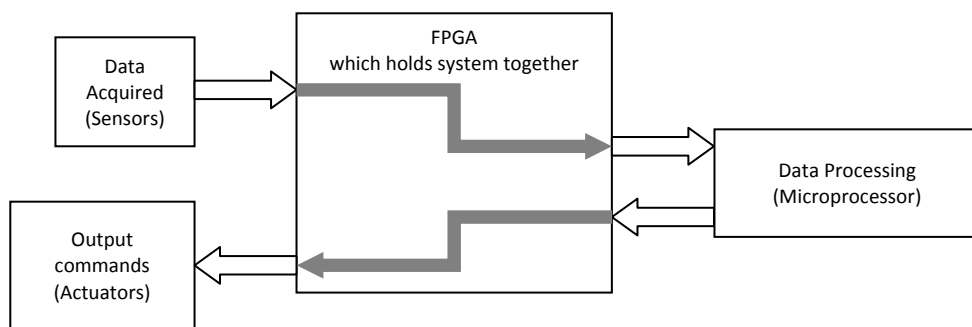 FPGA
which holds system together
Data
Acquired
(Sensors)
Data Processing
(Microprocessor)
Output
commands
(Actuators)